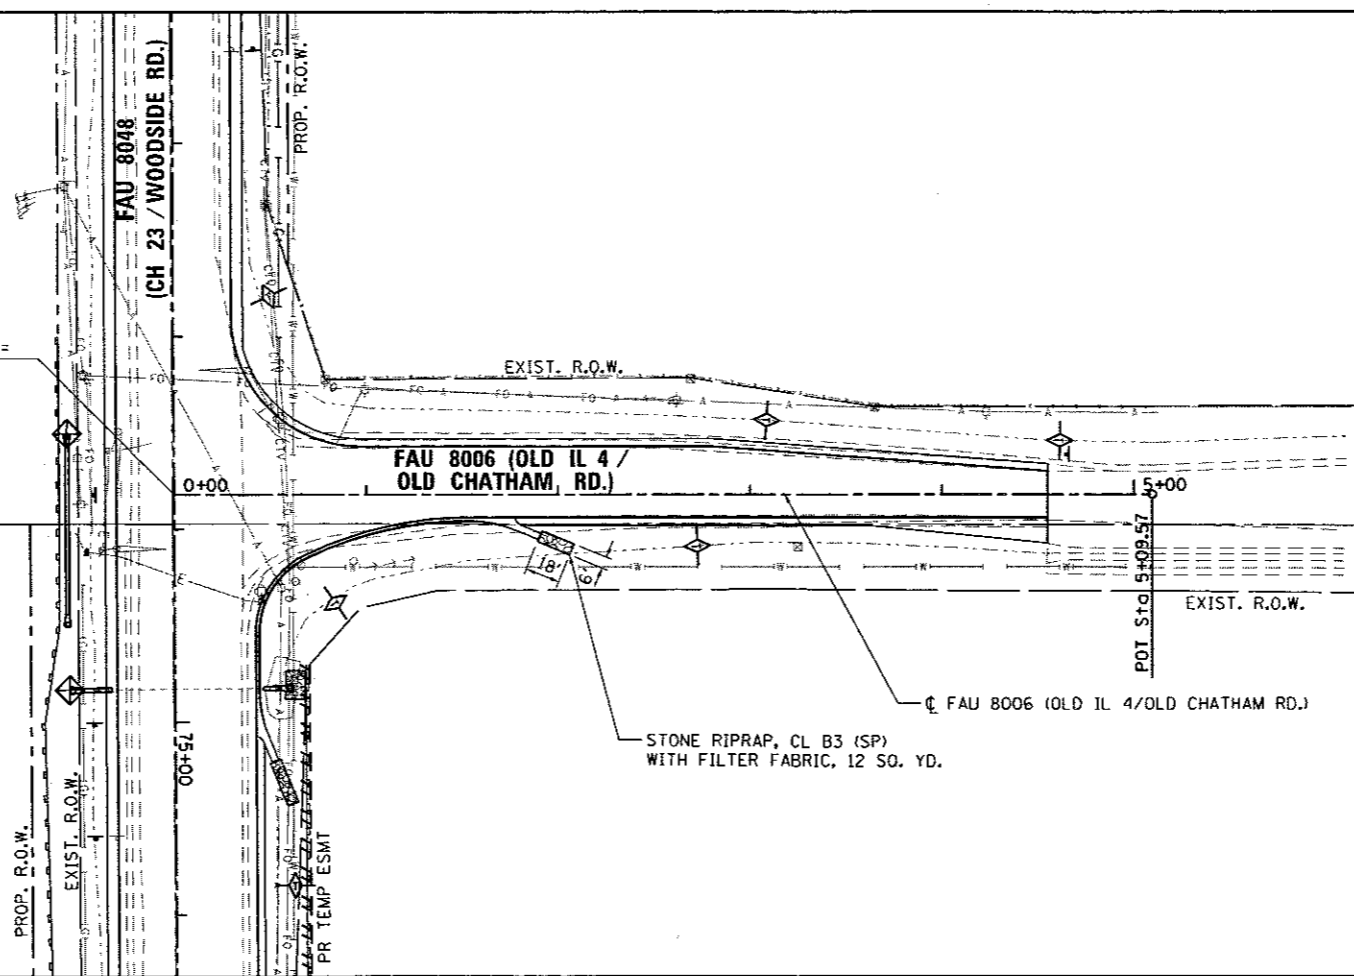 FAU 8048
(CH 23 / WOODSIDE RD.)
PROP. R.O.W.
=
EXIST. R.O.W.
FAU 8006 (OLD IL 4 /
OLD CHATHAM RD.)
0+00
5+00
POT Sta 5+09.57
18'
6'
EXIST. R.O.W.
℄ FAU 8006 (OLD IL 4/OLD CHATHAM RD.)
STONE RIPRAP, CL B3 (SP)
WITH FILTER FABRIC, 12 SQ. YD.
75+00
PROP. R.O.W.
EXIST. R.O.W.
PR TEMP ESMT